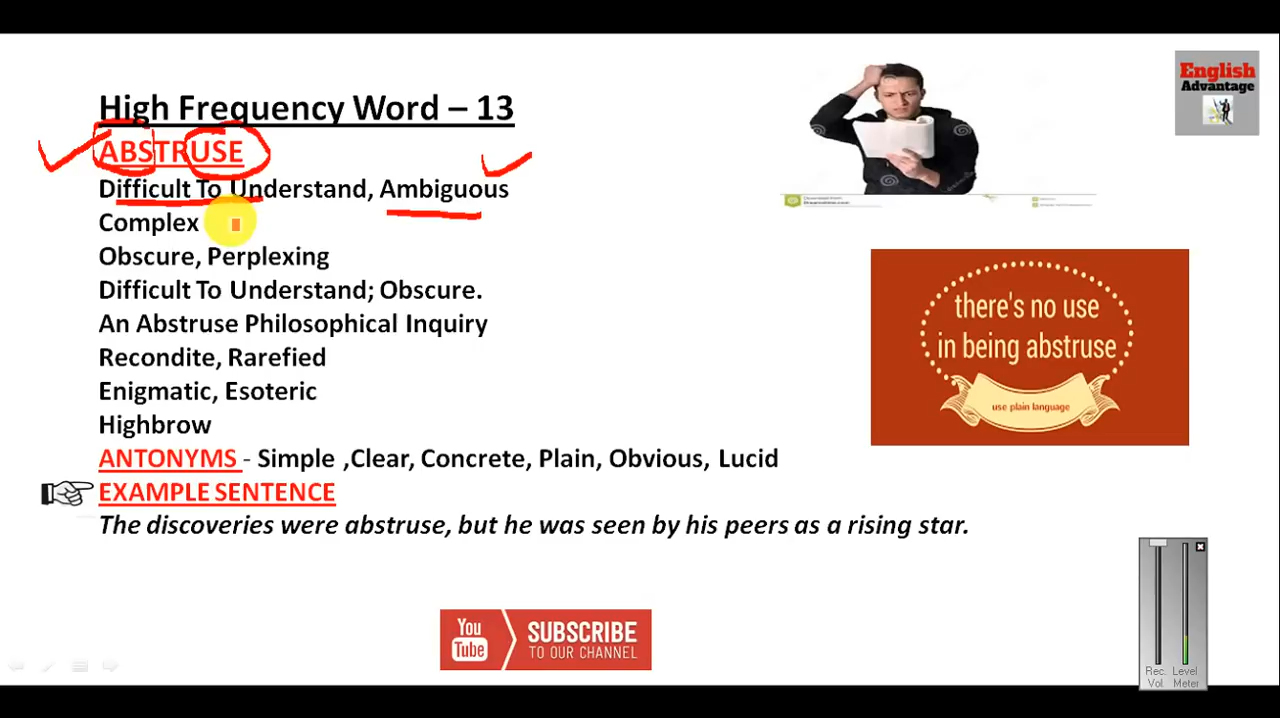 English
Advantage
High Frequency Word – 13
ABSTRUSE
Difficult To Understand, Ambiguous
Complex
Obscure, Perplexing
Difficult To Understand; Obscure.
An Abstruse Philosophical Inquiry
Recondite, Rarefied
Enigmatic, Esoteric
Highbrow
ANTONYMS - Simple ,Clear, Concrete, Plain, Obvious, Lucid
EXAMPLE SENTENCE
The discoveries were abstruse, but he was seen by his peers as a rising star.
there's no use
in being abstruse
use plain language
You
Tube
SUBSCRIBE
TO OUR CHANNEL
Rec. Level
Vol Meter